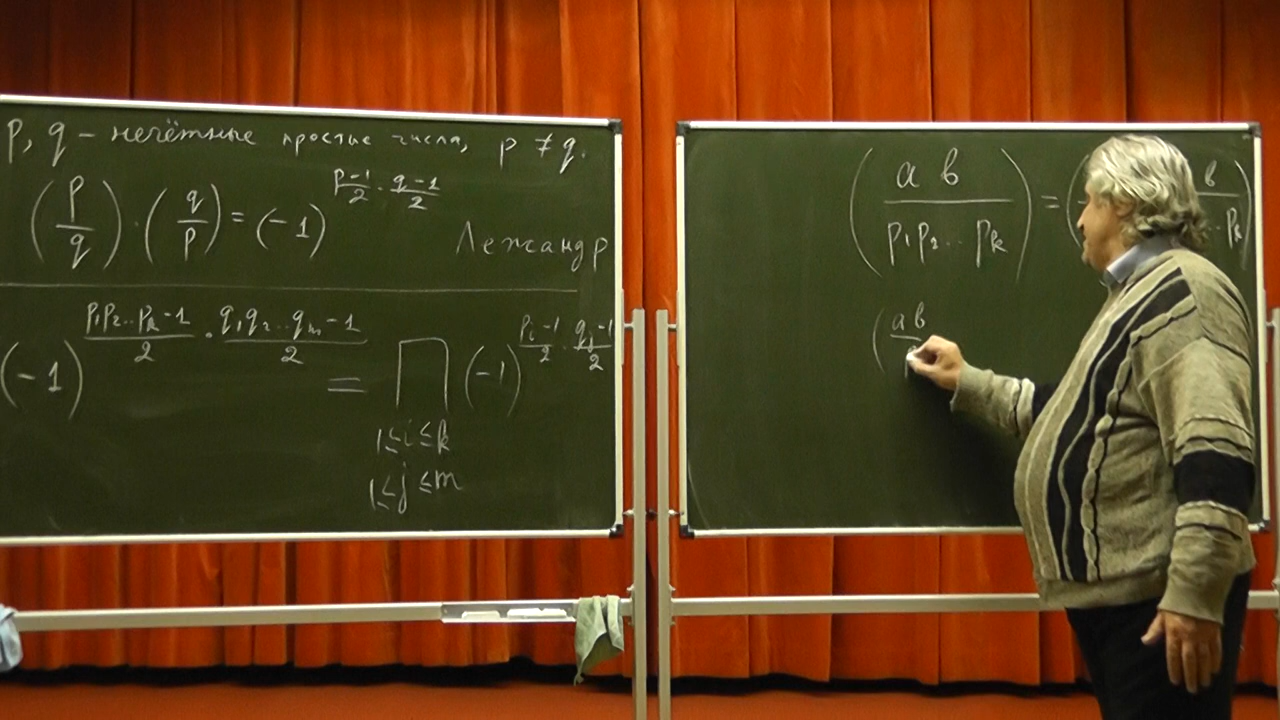 p, q – нечётные простые числа, p ≠ q.
(p/q) · (q/p) = (-1)^((p-1)/2 · (q-1)/2)
Лежандр
(-1)^((p₁p₂...pₖ-1)/2 · (q₁q₂...qₘ-1)/2) = ∏ (-1)^((pᵢ-1)/2 · (qⱼ-1)/2)
1≤i≤k
1≤j≤m
(a b / p₁p₂...pₖ) = ( b / ..pₖ)
(ab /